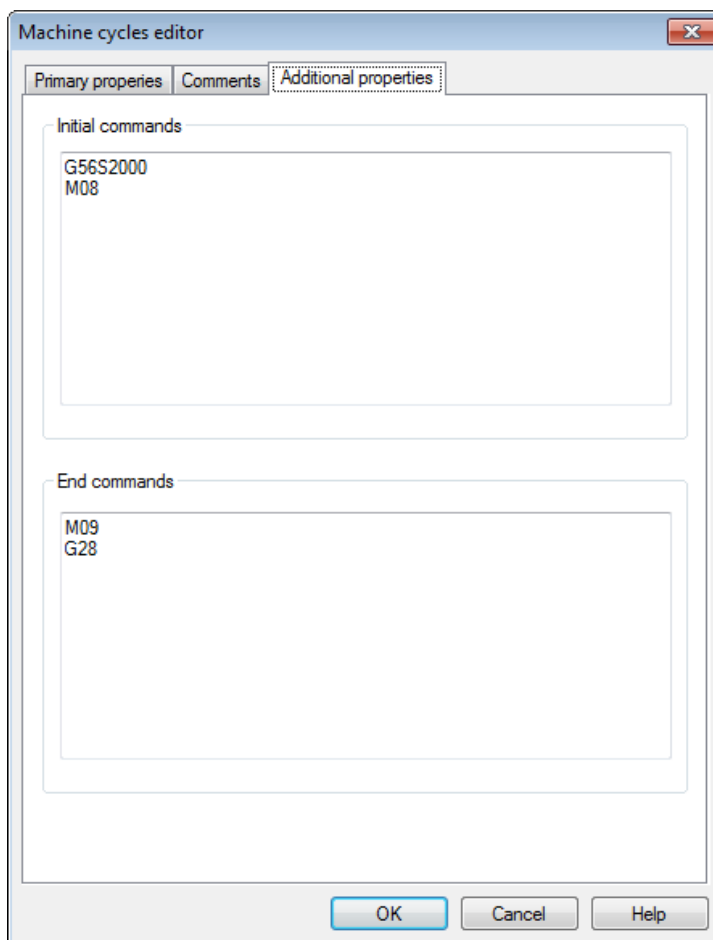 Machine cycles editor
Primary properies
Comments
Additional properties
Initial commands
G56S2000
M08
End commands
M09
G28
OK
Cancel
Help